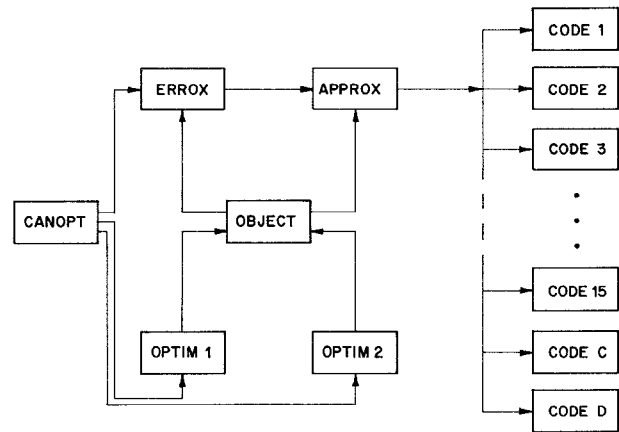 CODE 1
ERROX
APPROX
CODE 2
CODE 3
CANOPT
OBJECT
CODE 15
OPTIM 1
OPTIM 2
CODE C
CODE D